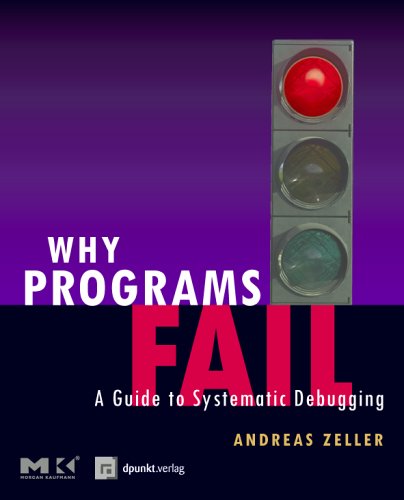 WHY
PROGRAMS
FAIL
A Guide to Systematic Debugging
ANDREAS ZELLER
MK
MORGAN KAUFMANN
dpunkt.verlag